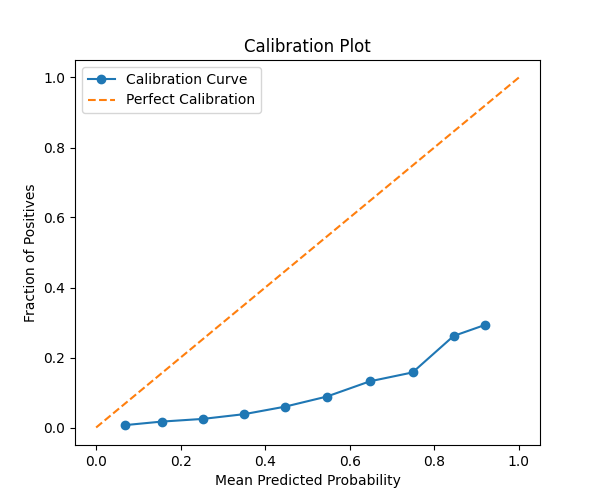 Calibration Plot
Calibration Curve
Perfect Calibration
1.0
0.8
0.6
0.4
0.2
0.0
Fraction of Positives
0.0 0.2 0.4 0.6 0.8 1.0
Mean Predicted Probability